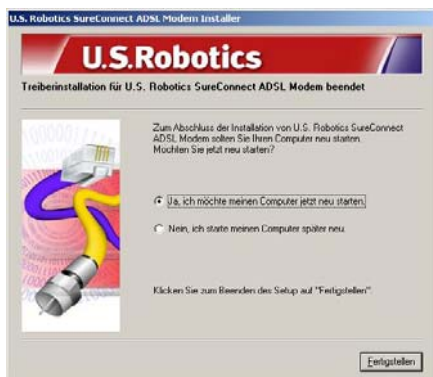 U.S. Robotics SureConnect ADSL Modem Installer
U.S.Robotics
Treiberinstallation für U.S. Robotics SureConnect ADSL Modem beendet
Zum Abschluss der Installation von U.S. Robotics SureConnect
ADSL Modem sollten Sie Ihren Computer neu starten.
Möchten Sie jetzt neu starten?
Ja, ich möchte meinen Computer jetzt neu starten.
Nein, ich starte meinen Computer später neu.
Klicken Sie zum Beenden des Setup auf "Fertigstellen".
Fertigstellen